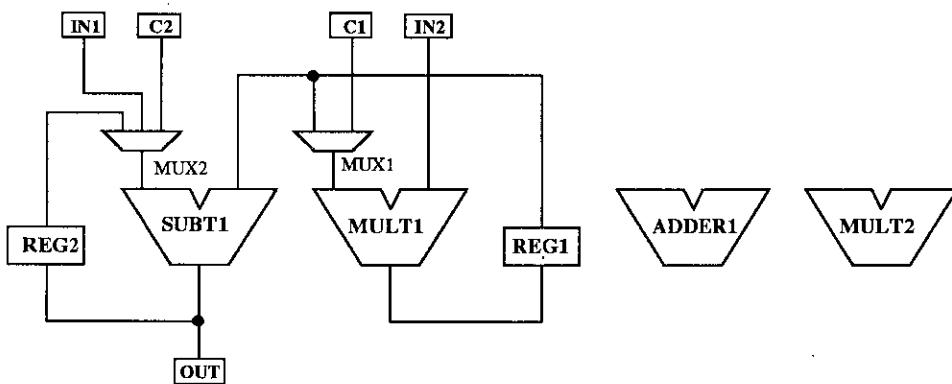 IN1 C2 C1 IN2
MUX2 MUX1
SUBT1 MULT1 ADDER1 MULT2
REG2 REG1
OUT